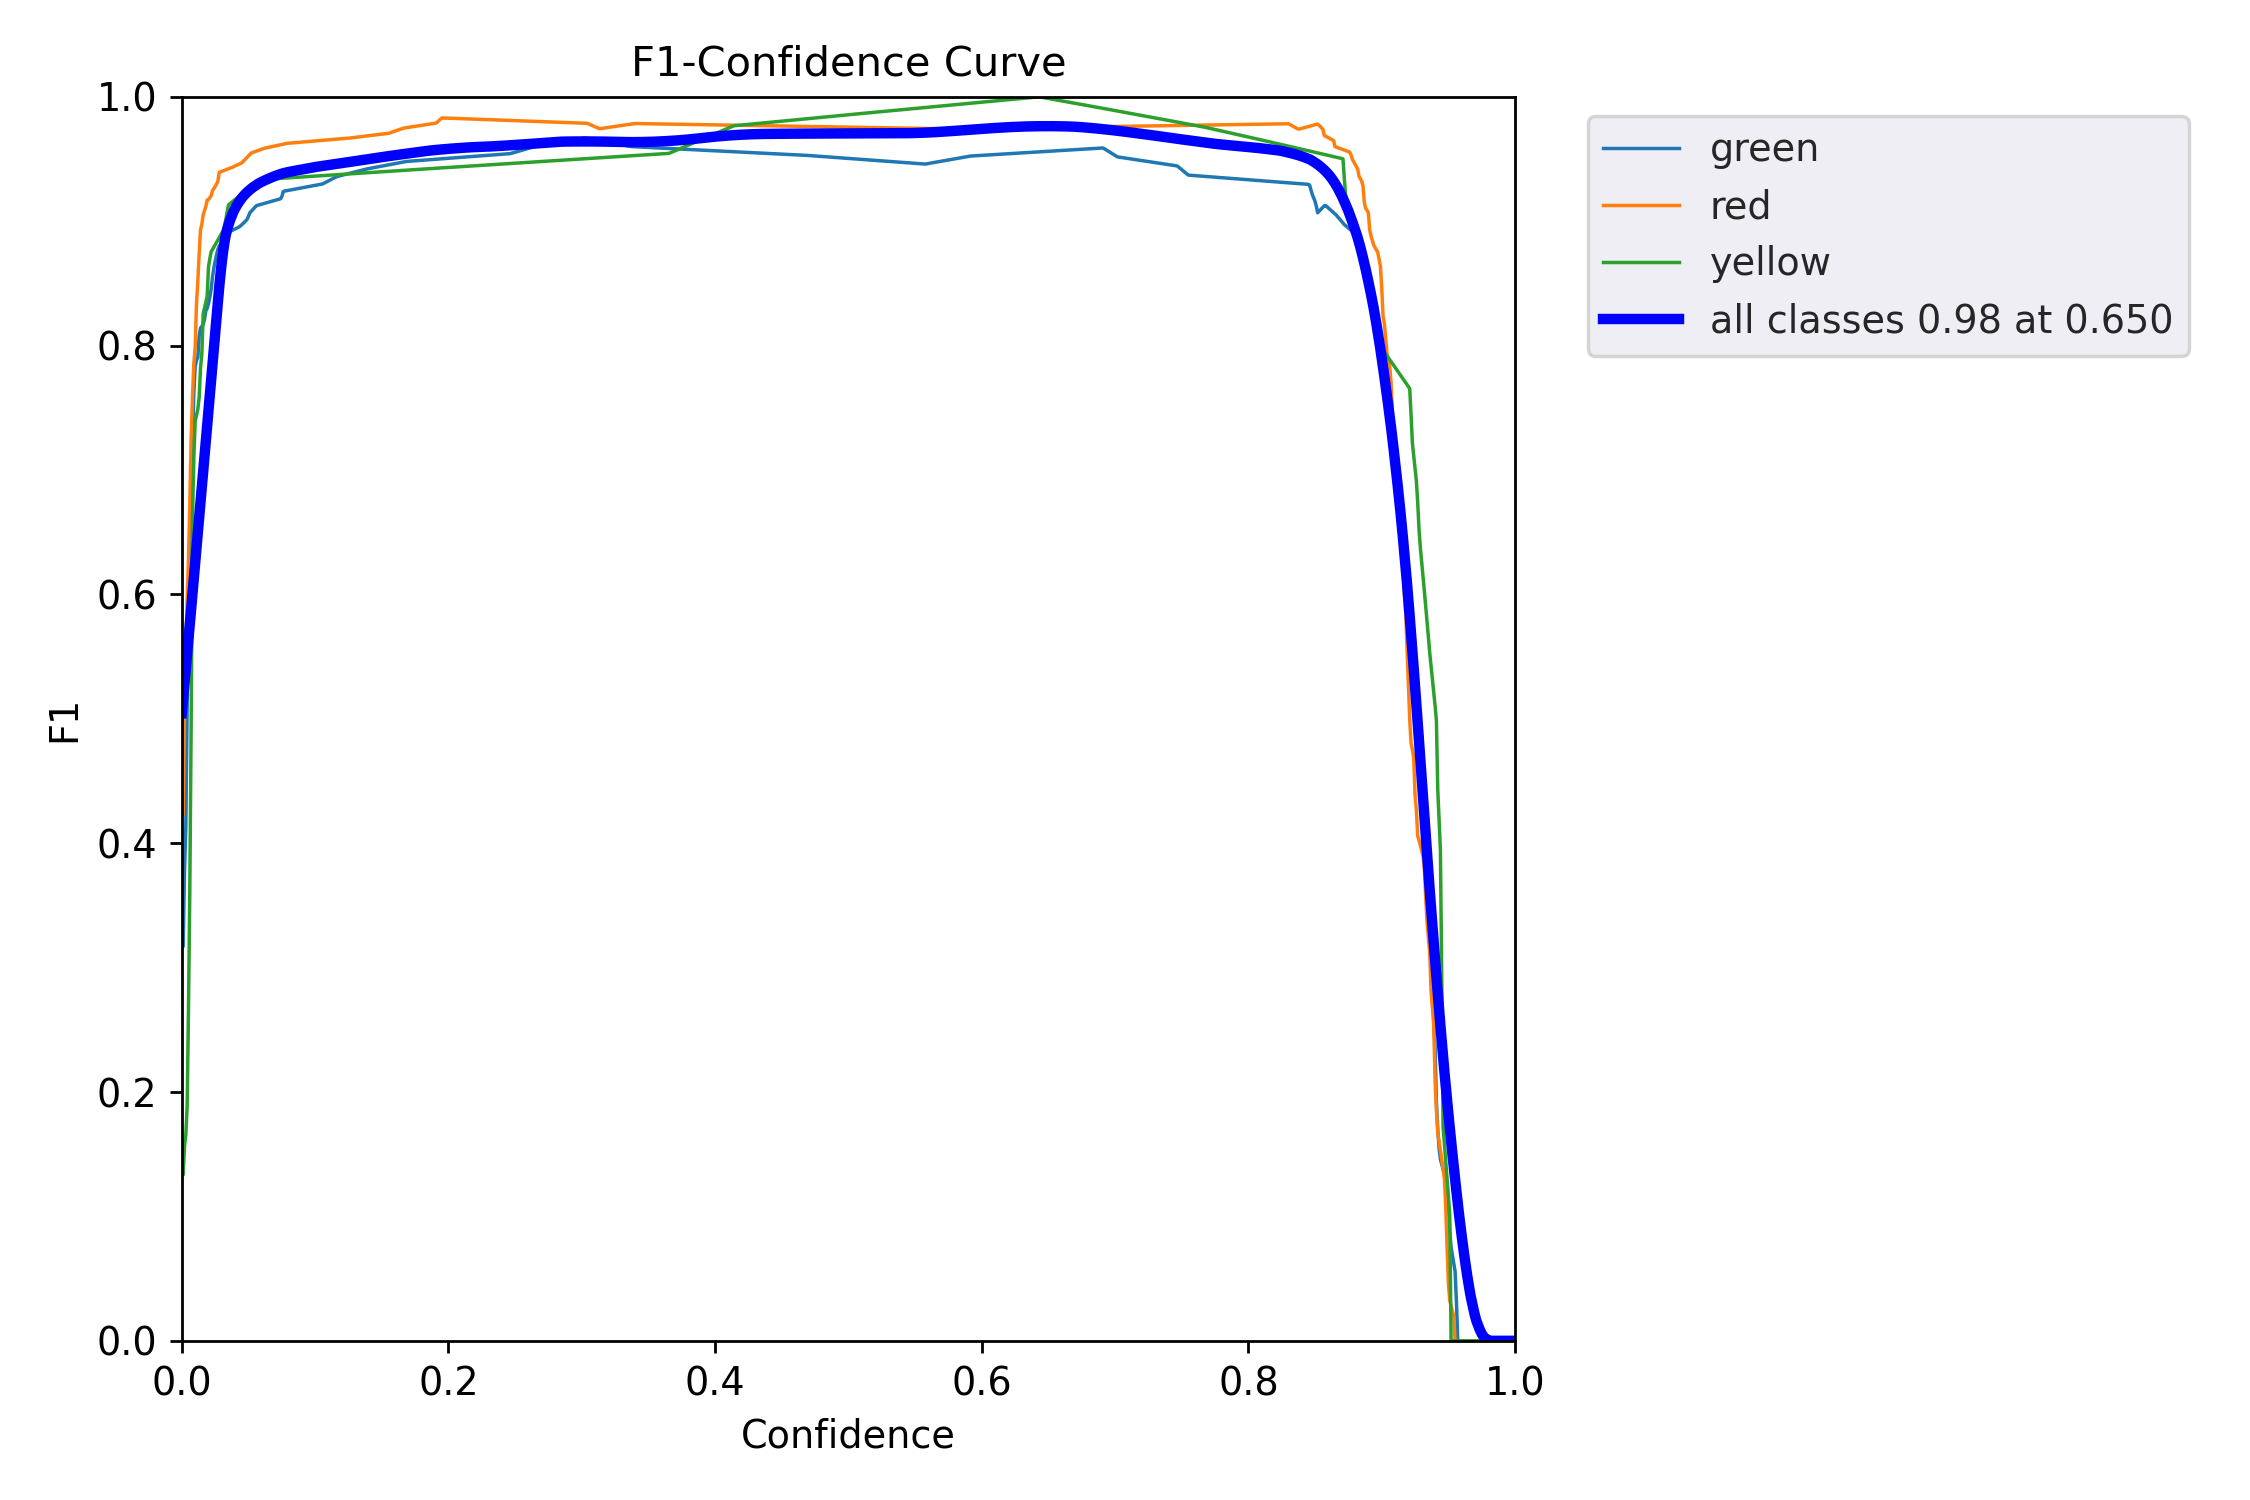 F1-Confidence Curve
1.0
0.8
0.6
0.4
0.2
0.0
F1
0.0 0.2 0.4 0.6 0.8 1.0
Confidence
green
red
yellow
all classes 0.98 at 0.650